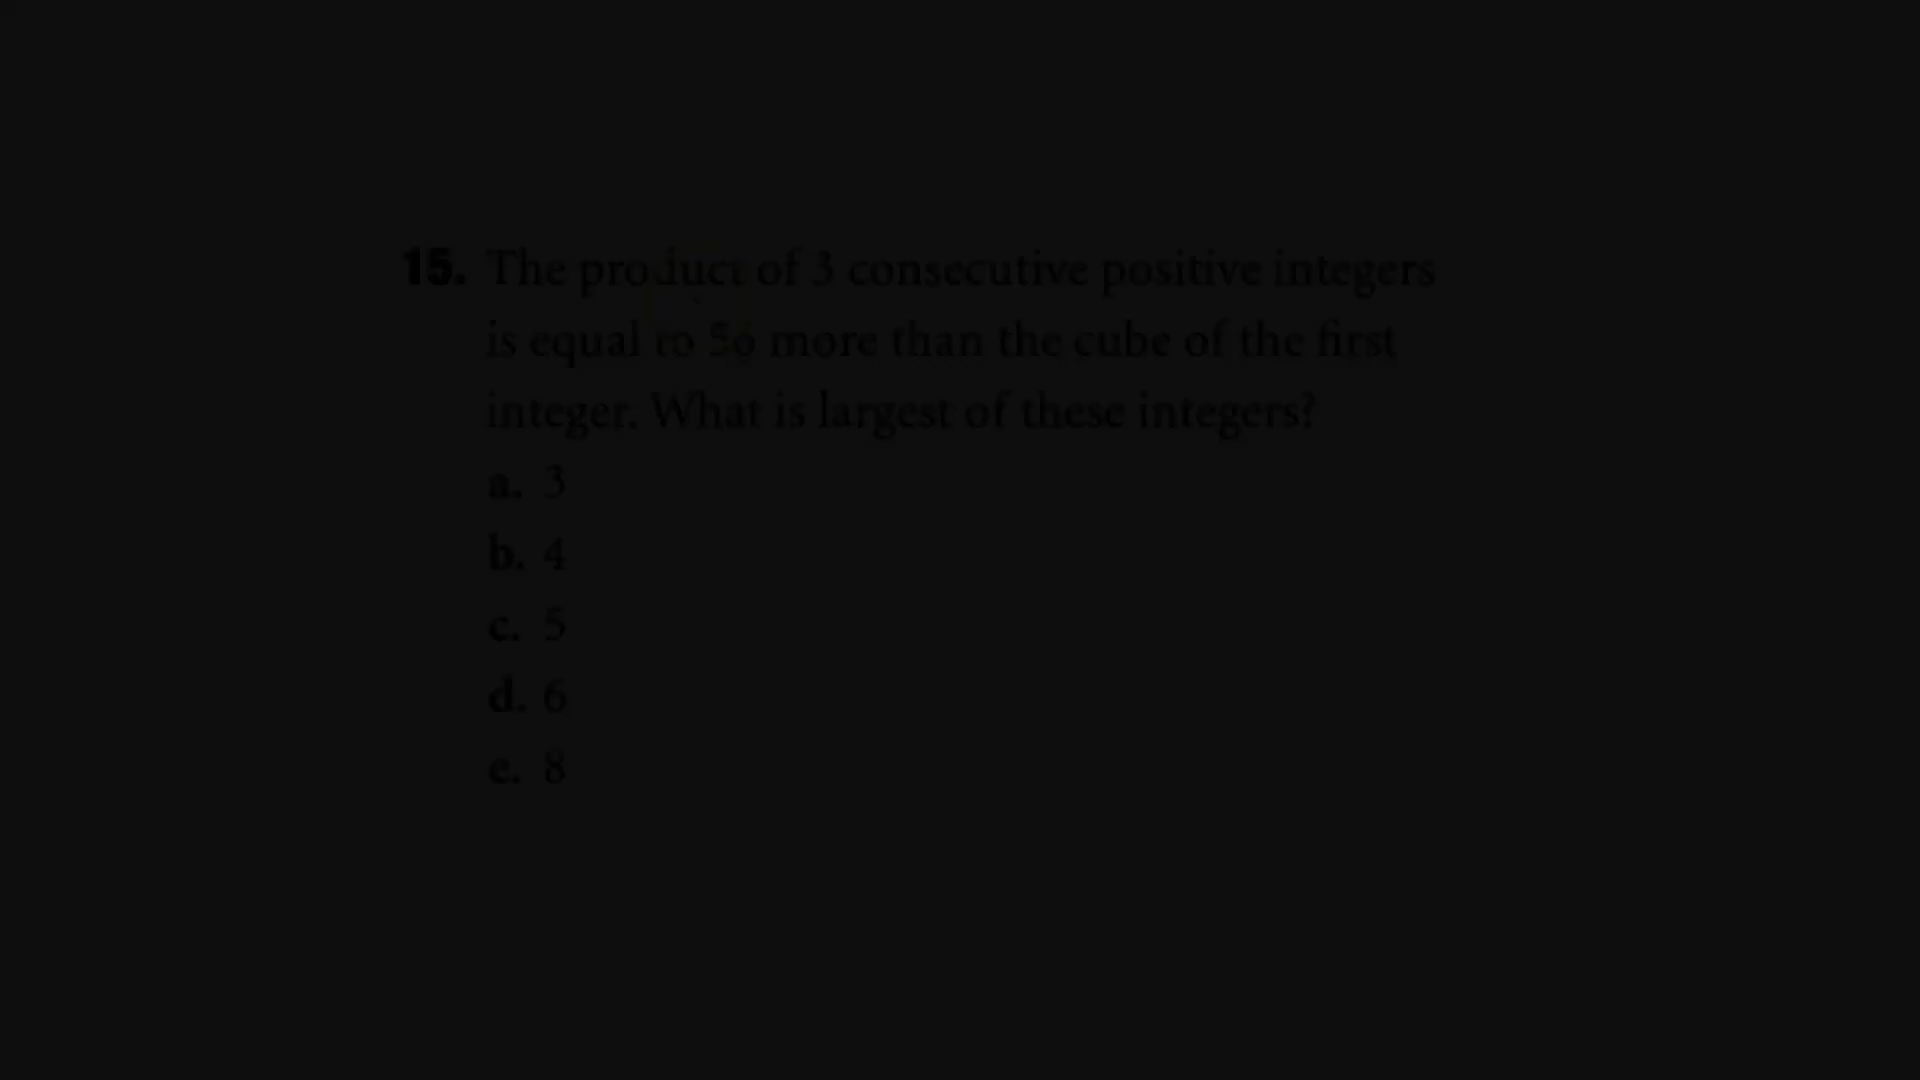 15. The product of 3 consecutive positive integers
is equal to 56 more than the cube of the first
integer. What is largest of these integers?
a. 3
b. 4
c. 5
d. 6
e. 8